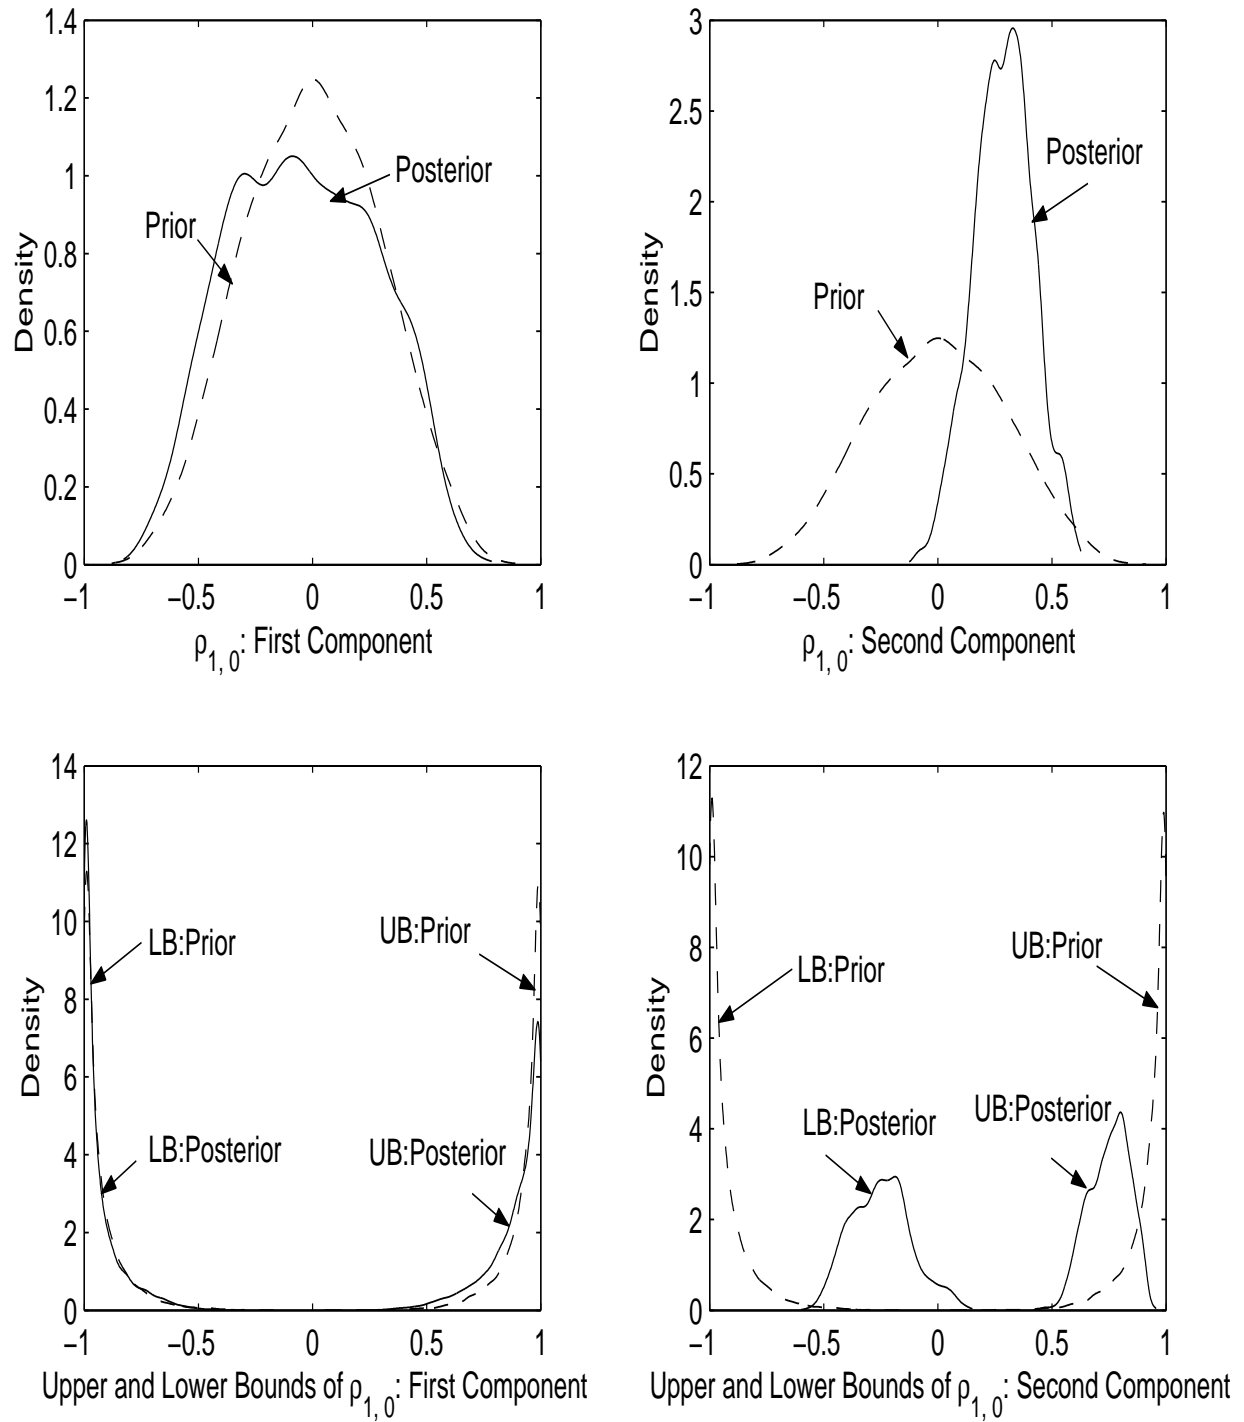 1.4
1.2
1
0.8
0.6
0.4
0.2
0
Density
Prior
Posterior
−1 −0.5 0 0.5 1
ρ1, 0: First Component
3
2.5
2
1.5
1
0.5
0
Density
Prior
Posterior
−1 −0.5 0 0.5 1
ρ1, 0: Second Component
14
12
10
8
6
4
2
0
Density
LB:Prior
UB:Prior
LB:Posterior
UB:Posterior
−1 −0.5 0 0.5 1
Upper and Lower Bounds of ρ1, 0: First Component
12
10
8
6
4
2
0
Density
LB:Prior
UB:Prior
LB:Posterior
UB:Posterior
−1 −0.5 0 0.5 1
Upper and Lower Bounds of ρ1, 0: Second Component